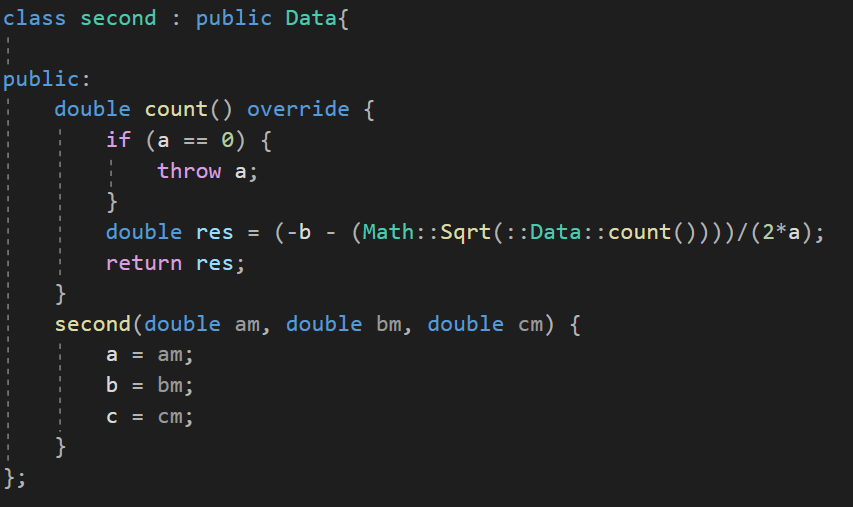 class second : public Data{
public:
    double count() override {
        if (a == 0) {
            throw a;
        }
        double res = (-b - (Math::Sqrt(::Data::count())))/(2*a);
        return res;
    }
    second(double am, double bm, double cm) {
        a = am;
        b = bm;
        c = cm;
    }
};